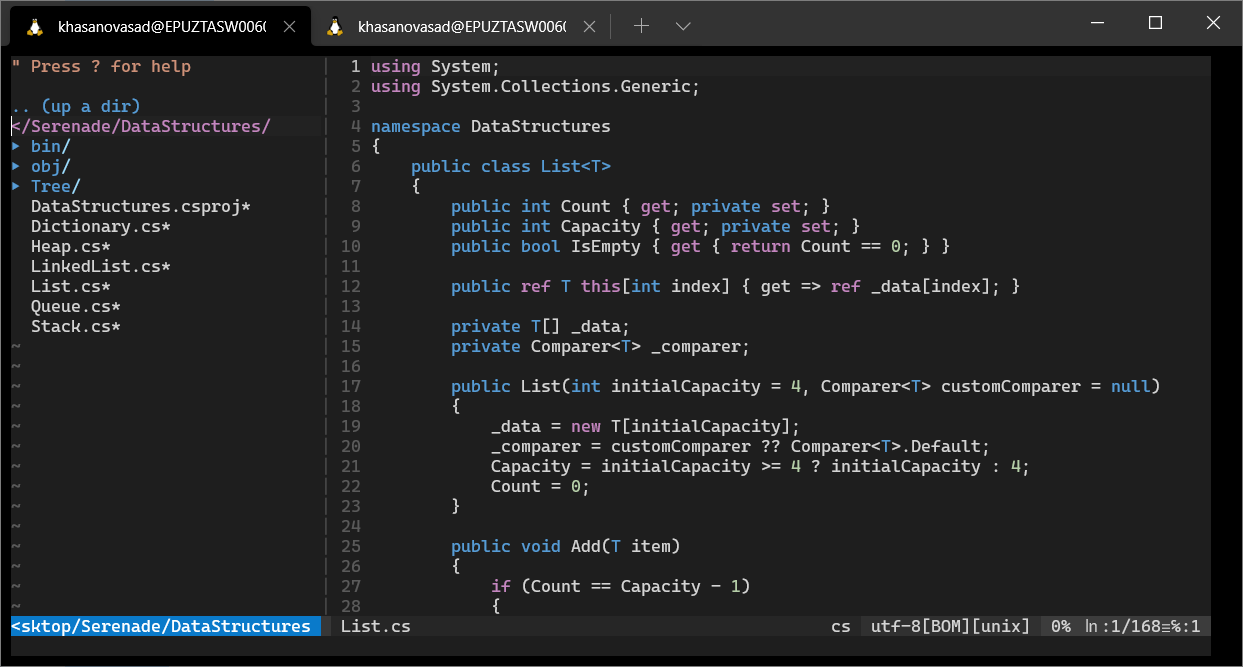 khasanovasad@EPUZTASW0060
khasanovasad@EPUZTASW0060
" Press ? for help
.. (up a dir)
</Serenade/DataStructures/
▸ bin/
▸ obj/
▸ Tree/
DataStructures.csproj*
Dictionary.cs*
Heap.cs*
LinkedList.cs*
List.cs*
Queue.cs*
Stack.cs*
~
~
~
~
~
~
~
~
~
~
~
~
~
~
<sktop/Serenade/DataStructures
1 using System;
2 using System.Collections.Generic;
3
4 namespace DataStructures
5 {
6     public class List<T>
7     {
8         public int Count { get; private set; }
9         public int Capacity { get; private set; }
10         public bool IsEmpty { get { return Count == 0; } }
11
12         public ref T this[int index] { get => ref _data[index]; }
13
14         private T[] _data;
15         private Comparer<T> _comparer;
16
17         public List(int initialCapacity = 4, Comparer<T> customComparer = null)
18         {
19             _data = new T[initialCapacity];
20             _comparer = customComparer ?? Comparer<T>.Default;
21             Capacity = initialCapacity >= 4 ? initialCapacity : 4;
22             Count = 0;
23         }
24
25         public void Add(T item)
26         {
27             if (Count == Capacity - 1)
28             {
List.cs cs utf-8[BOM][unix] 0% ln :1/168≡%:1